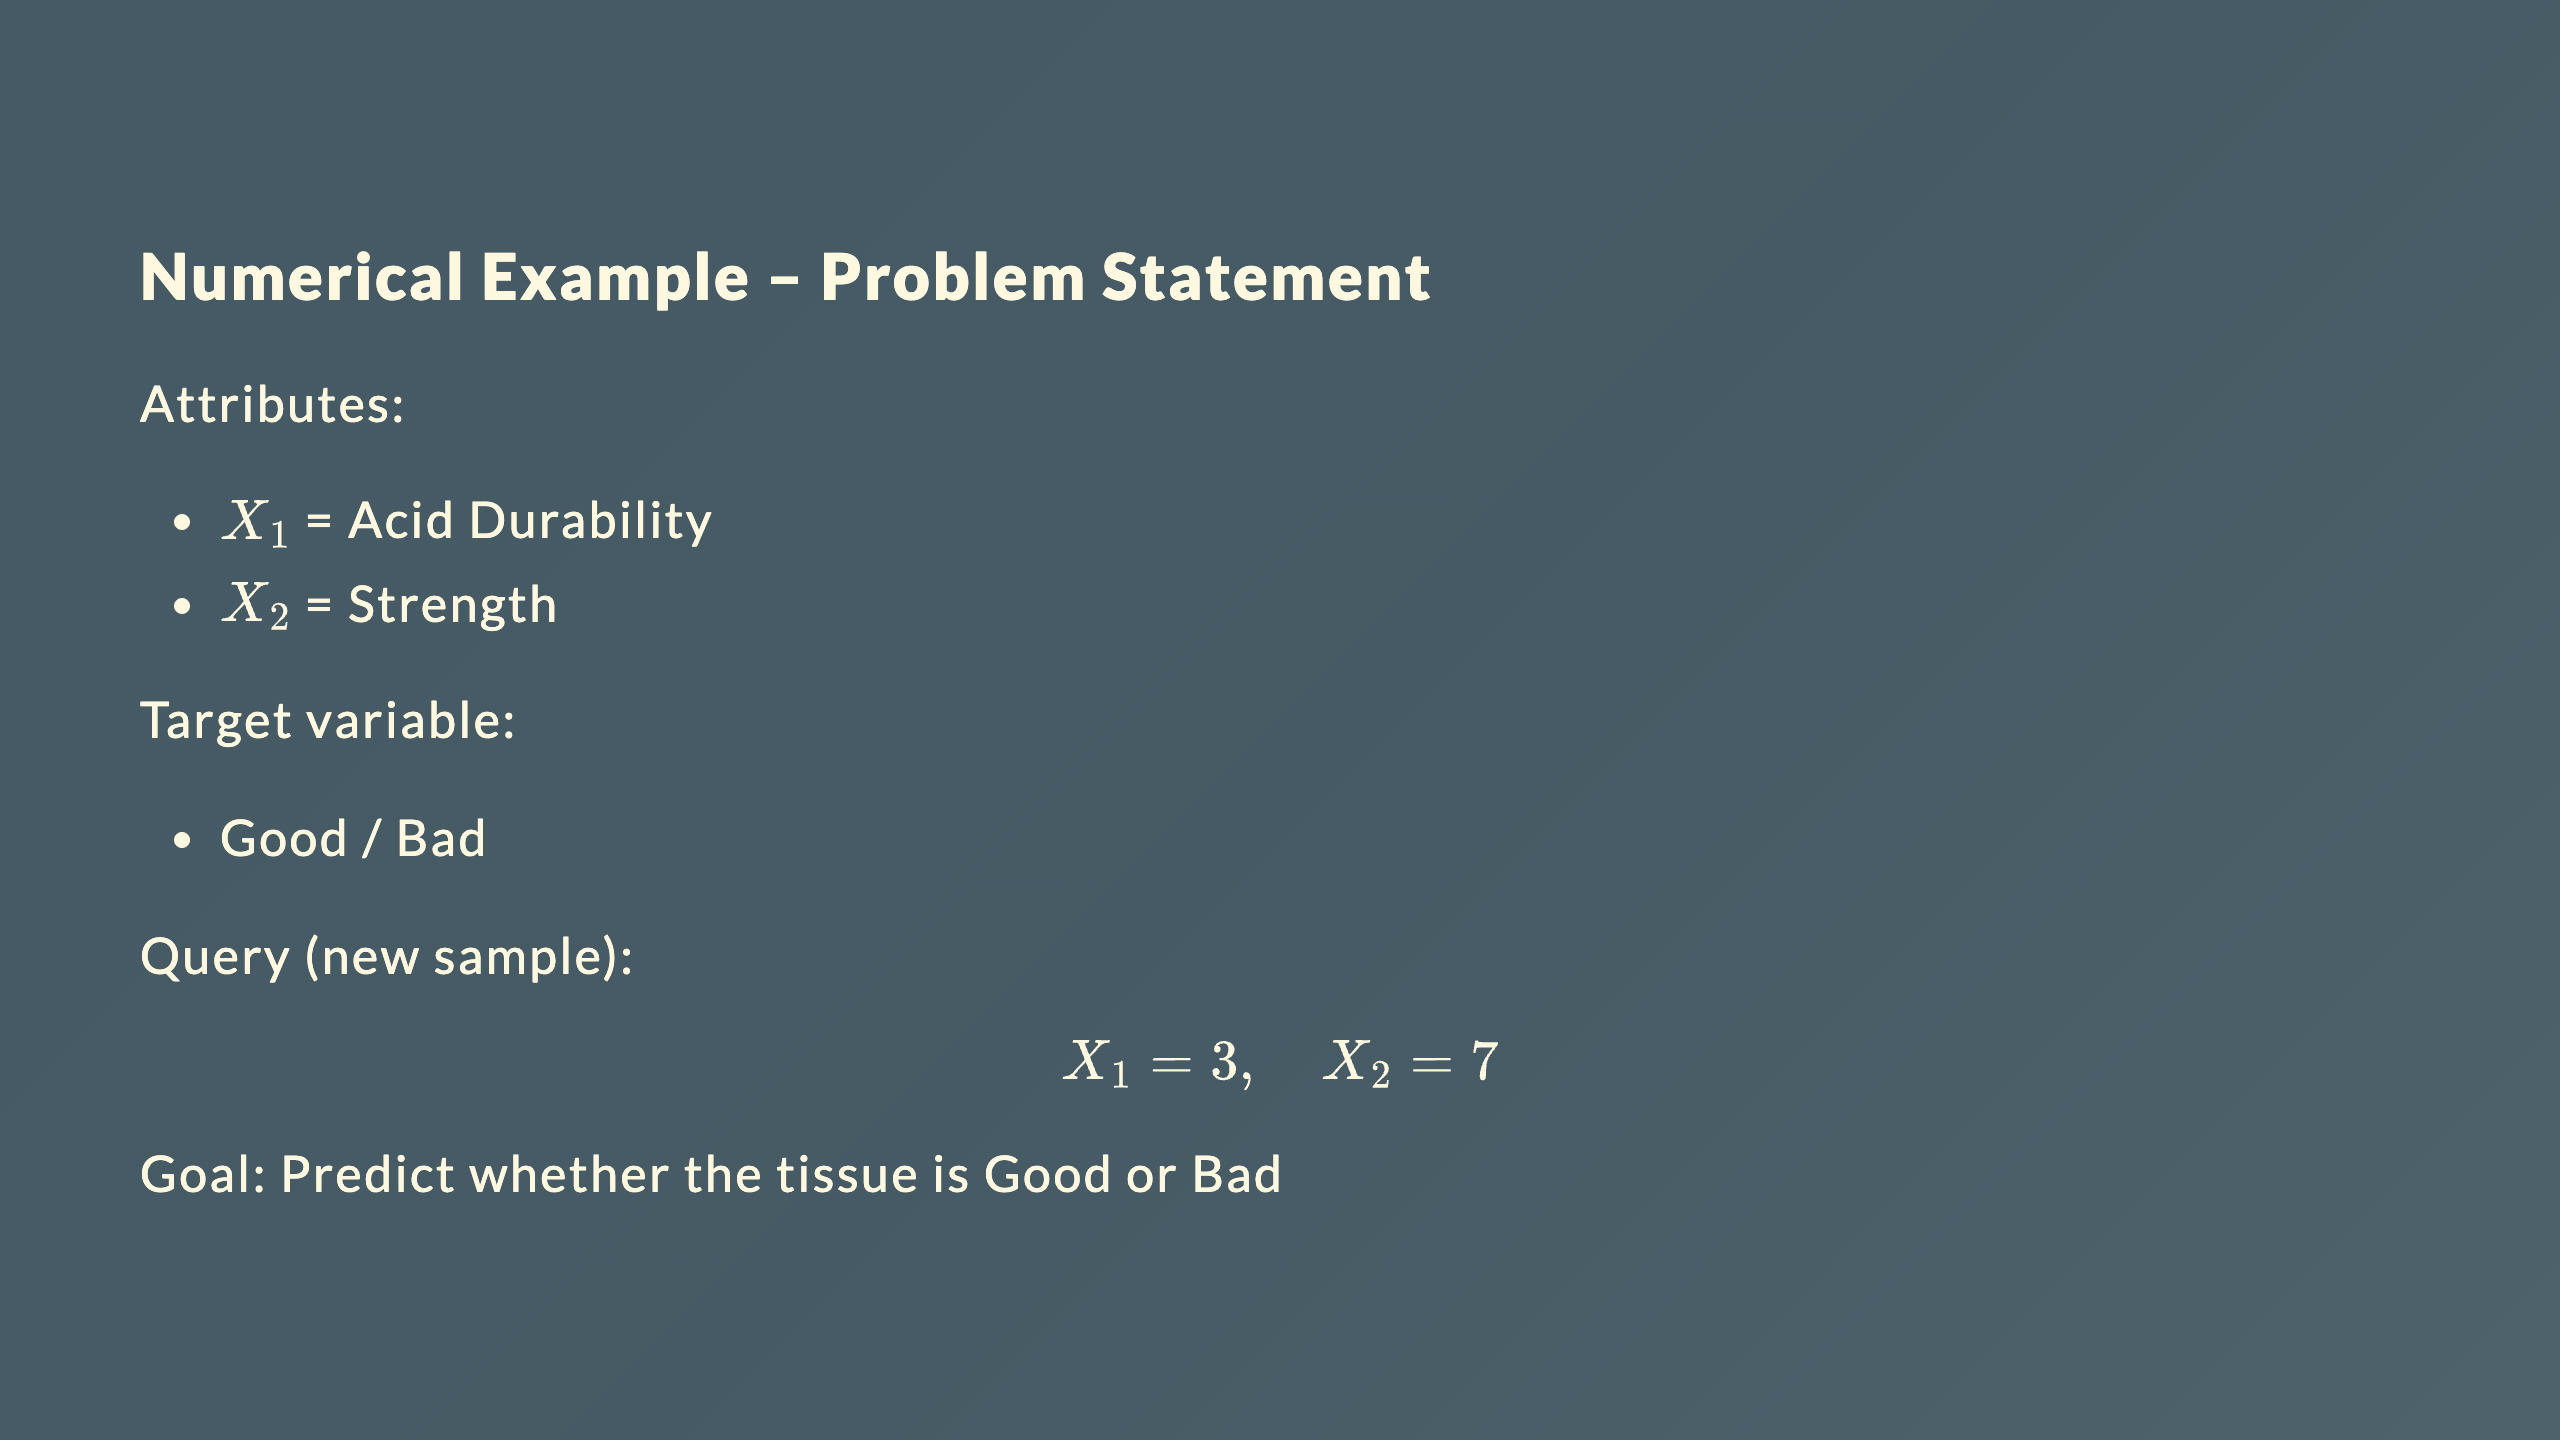 Numerical Example – Problem Statement
Attributes:
• X₁ = Acid Durability
• X₂ = Strength
Target variable:
• Good / Bad
Query (new sample):
X₁ = 3, X₂ = 7
Goal: Predict whether the tissue is Good or Bad